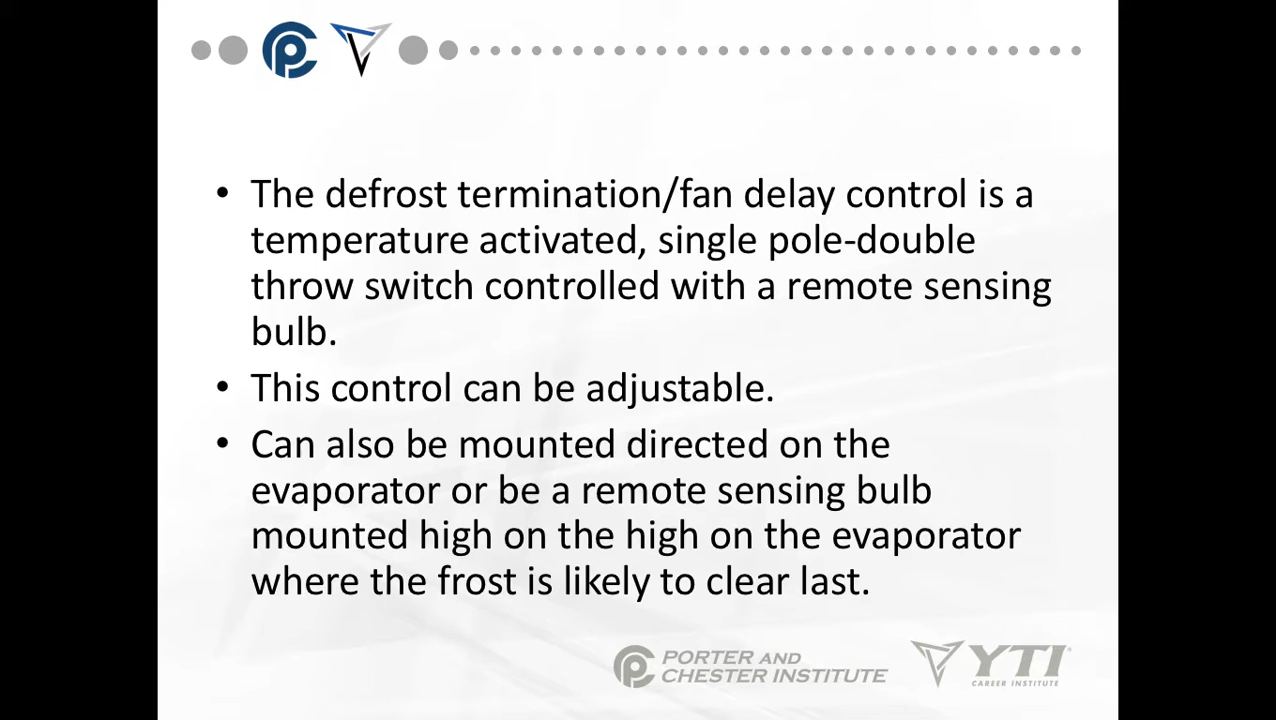 • The defrost termination/fan delay control is a
temperature activated, single pole-double
throw switch controlled with a remote sensing
bulb.
• This control can be adjustable.
• Can also be mounted directed on the
evaporator or be a remote sensing bulb
mounted high on the high on the evaporator
where the frost is likely to clear last.
PORTER AND
CHESTER INSTITUTE
YTI
CAREER INSTITUTE